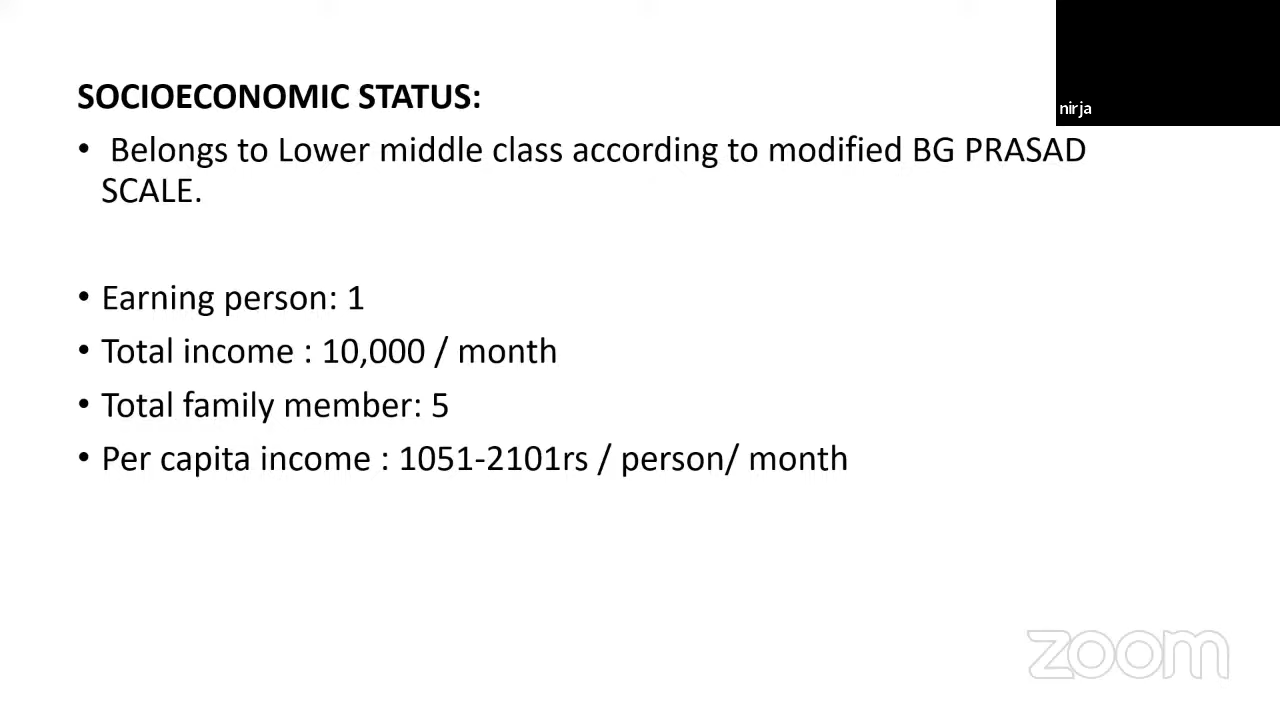 nirja
SOCIOECONOMIC STATUS:
• Belongs to Lower middle class according to modified BG PRASAD
SCALE.
• Earning person: 1
• Total income : 10,000 / month
• Total family member: 5
• Per capita income : 1051-2101rs / person/ month
zoom